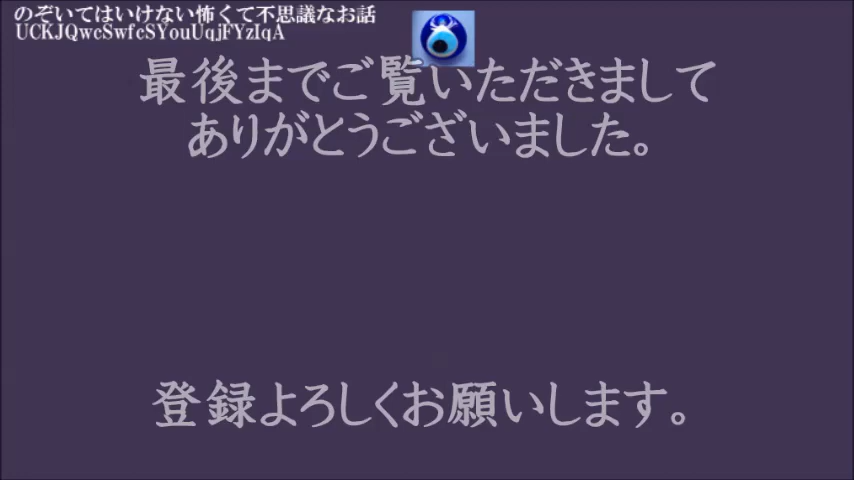 のぞいてはいけない怖くて不思議なお話
UCKJQwcSwfcSYouUqjFYzIqA
最後までご覧いただきまして
ありがとうございました。
登録よろしくお願いします。